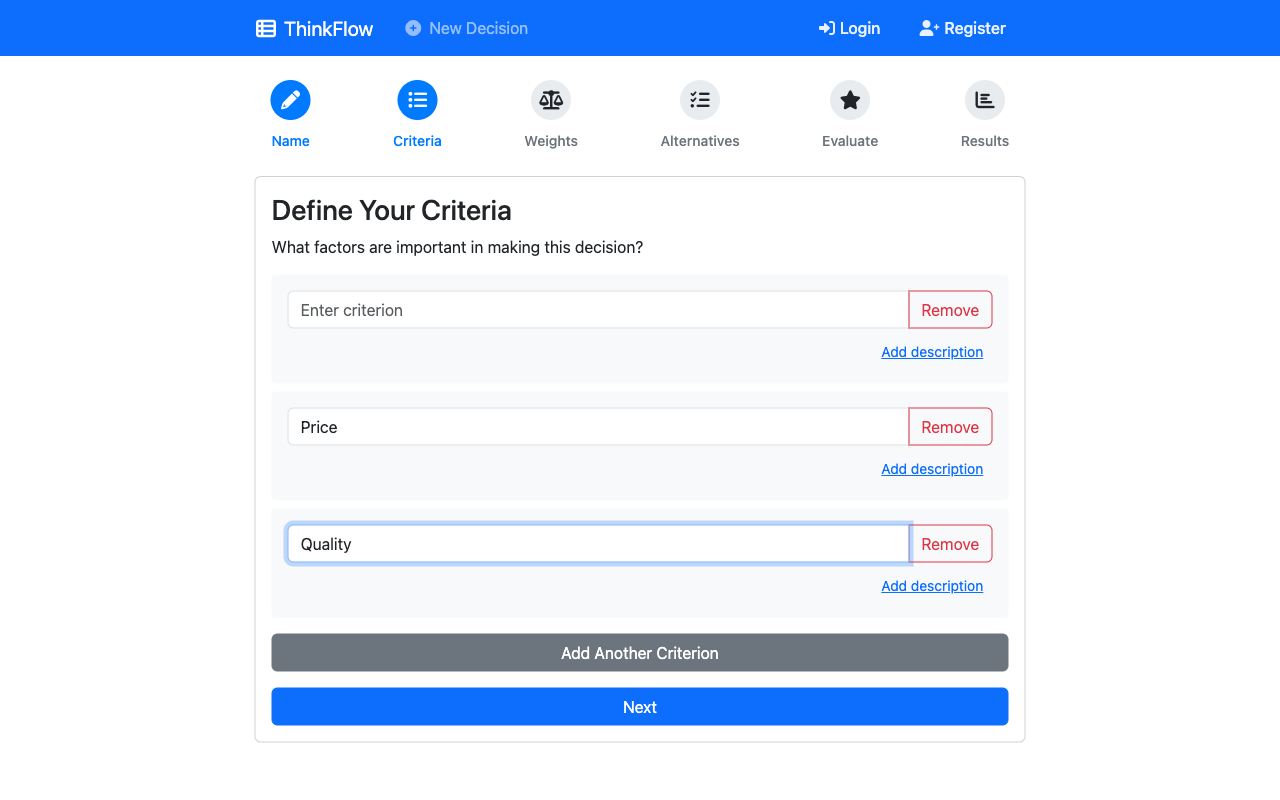 ThinkFlow New Decision Login Register
Name Criteria Weights Alternatives Evaluate Results
Define Your Criteria
What factors are important in making this decision?
Enter criterion Remove
Add description
Price Remove
Add description
Quality Remove
Add description
Add Another Criterion
Next